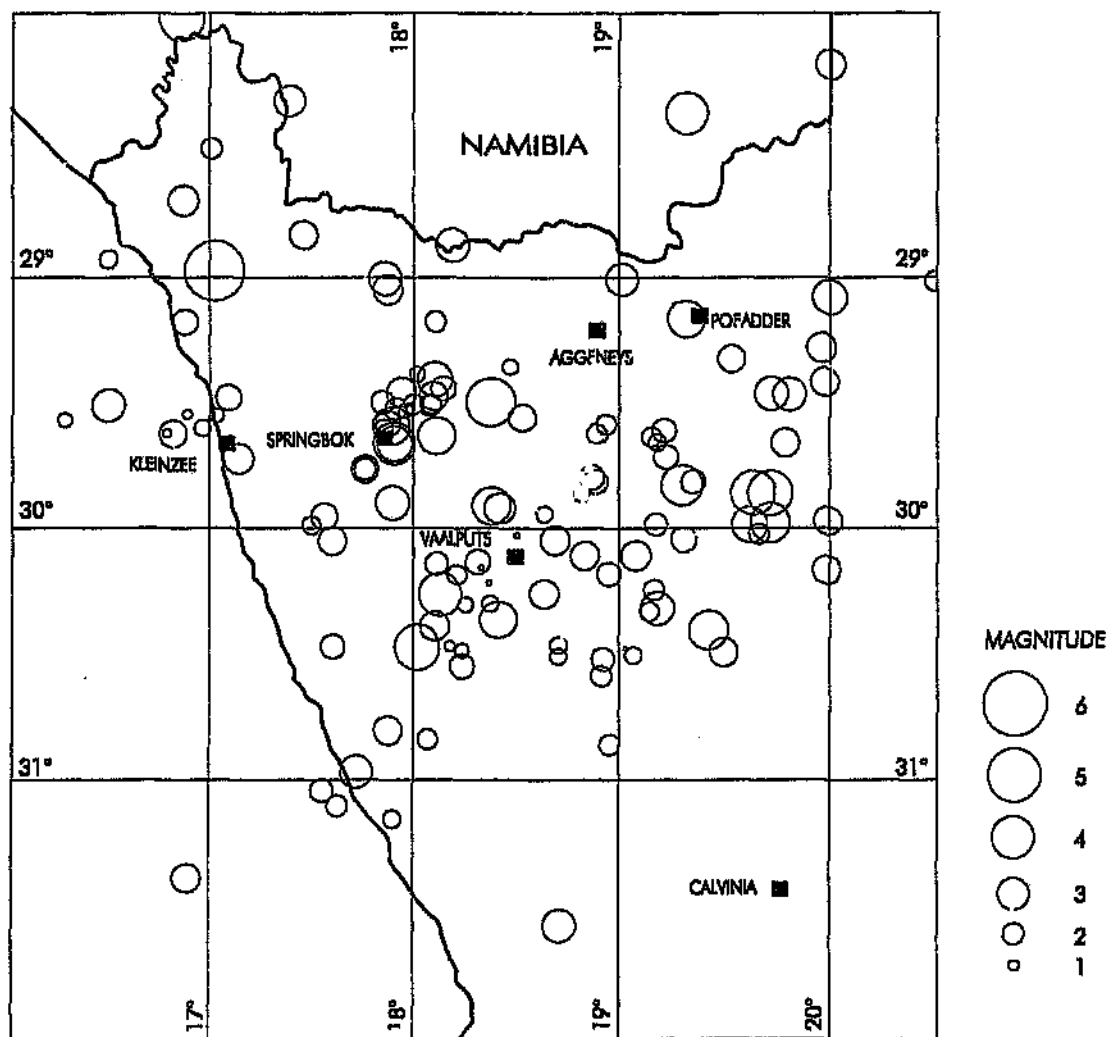 18°
19°
NAMIBIA
29°
29°
POFADDER
AGGENEYS
SPRINGBOK
KLEINZEE
30°
30°
VAALPUTS
MAGNITUDE
6
5
31°
31°
4
CALVINIA
3
2
1
17°
18°
19°
20°